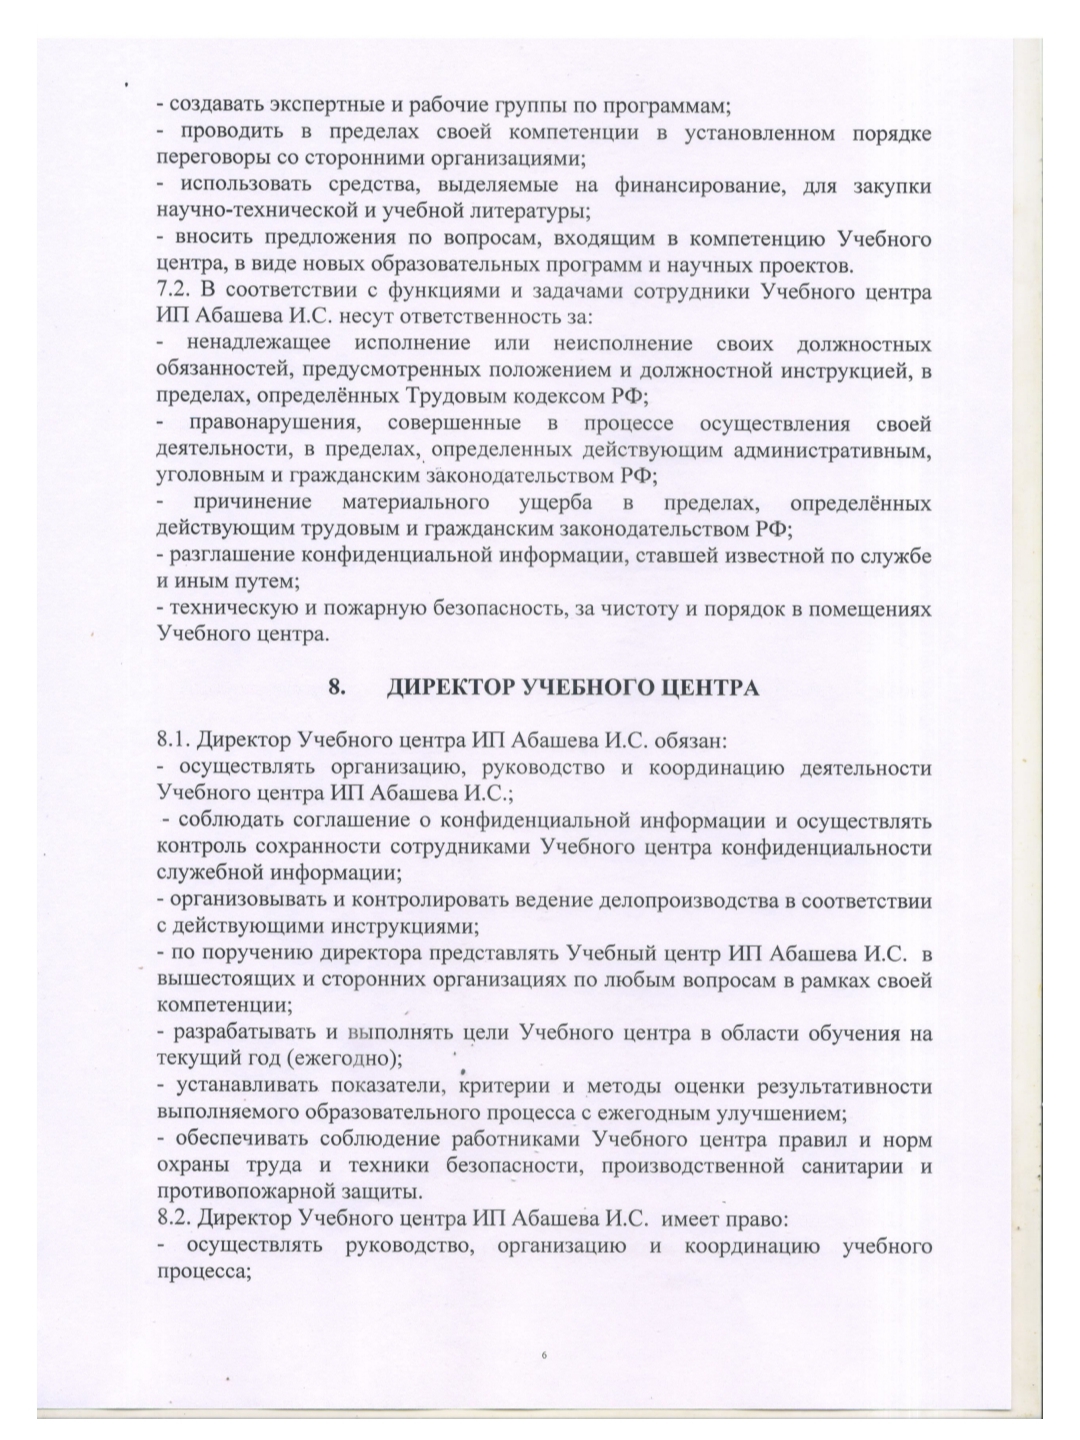 - создавать экспертные и рабочие группы по программам;
- проводить в пределах своей компетенции в установленном порядке
переговоры со сторонними организациями;
- использовать средства, выделяемые на финансирование, для закупки
научно-технической и учебной литературы;
- вносить предложения по вопросам, входящим в компетенцию Учебного
центра, в виде новых образовательных программ и научных проектов.
7.2. В соответствии с функциями и задачами сотрудники Учебного центра
ИП Абашева И.С. несут ответственность за:
- ненадлежащее исполнение или неисполнение своих должностных
обязанностей, предусмотренных положением и должностной инструкцией, в
пределах, определённых Трудовым кодексом РФ;
- правонарушения, совершенные в процессе осуществления своей
деятельности, в пределах, определенных действующим административным,
уголовным и гражданским законодательством РФ;
- причинение материального ущерба в пределах, определённых
действующим трудовым и гражданским законодательством РФ;
- разглашение конфиденциальной информации, ставшей известной по службе
и иным путем;
- техническую и пожарную безопасность, за чистоту и порядок в помещениях
Учебного центра.
8. ДИРЕКТОР УЧЕБНОГО ЦЕНТРА
8.1. Директор Учебного центра ИП Абашева И.С. обязан:
- осуществлять организацию, руководство и координацию деятельности
Учебного центра ИП Абашева И.С.;
- соблюдать соглашение о конфиденциальной информации и осуществлять
контроль сохранности сотрудниками Учебного центра конфиденциальности
служебной информации;
- организовывать и контролировать ведение делопроизводства в соответствии
с действующими инструкциями;
- по поручению директора представлять Учебный центр ИП Абашева И.С. в
вышестоящих и сторонних организациях по любым вопросам в рамках своей
компетенции;
- разрабатывать и выполнять цели Учебного центра в области обучения на
текущий год (ежегодно);
- устанавливать показатели, критерии и методы оценки результативности
выполняемого образовательного процесса с ежегодным улучшением;
- обеспечивать соблюдение работниками Учебного центра правил и норм
охраны труда и техники безопасности, производственной санитарии и
противопожарной защиты.
8.2. Директор Учебного центра ИП Абашева И.С. имеет право:
- осуществлять руководство, организацию и координацию учебного
процесса;
6